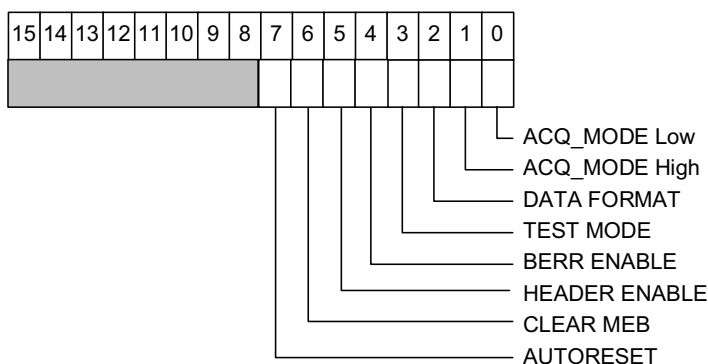 15 14 13 12 11 10 9 8 7 6 5 4 3 2 1 0
ACQ_MODE Low
ACQ_MODE High
DATA FORMAT
TEST MODE
BERR ENABLE
HEADER ENABLE
CLEAR MEB
AUTORESET